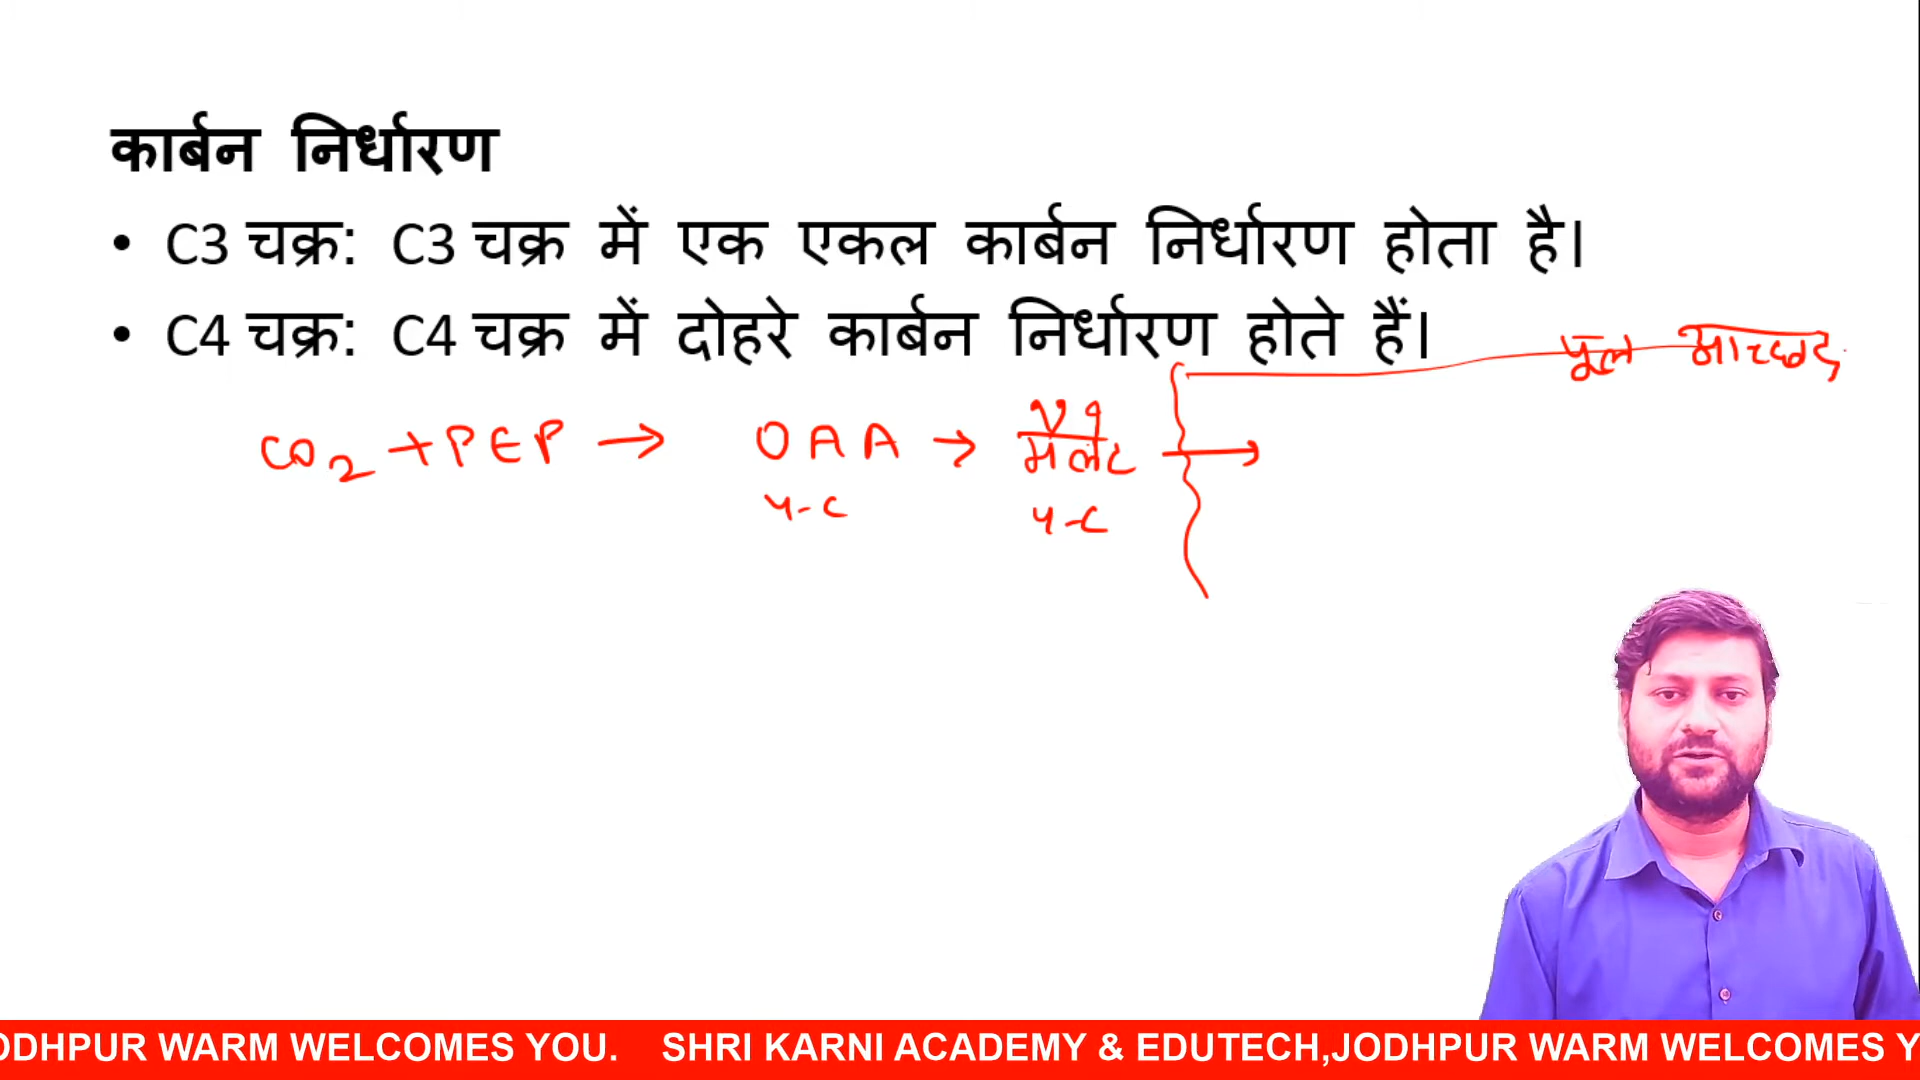 कार्बन निर्धारण
• C3 चक्र: C3 चक्र में एक एकल कार्बन निर्धारण होता है।
• C4 चक्र: C4 चक्र में दोहरे कार्बन निर्धारण होते हैं।
पूल
CO2 + PEP → OAA → मैलेट →
4-C 4-C
ODHPUR WARM WELCOMES YOU. SHRI KARNI ACADEMY & EDUTECH,JODHPUR WARM WELCOMES Y